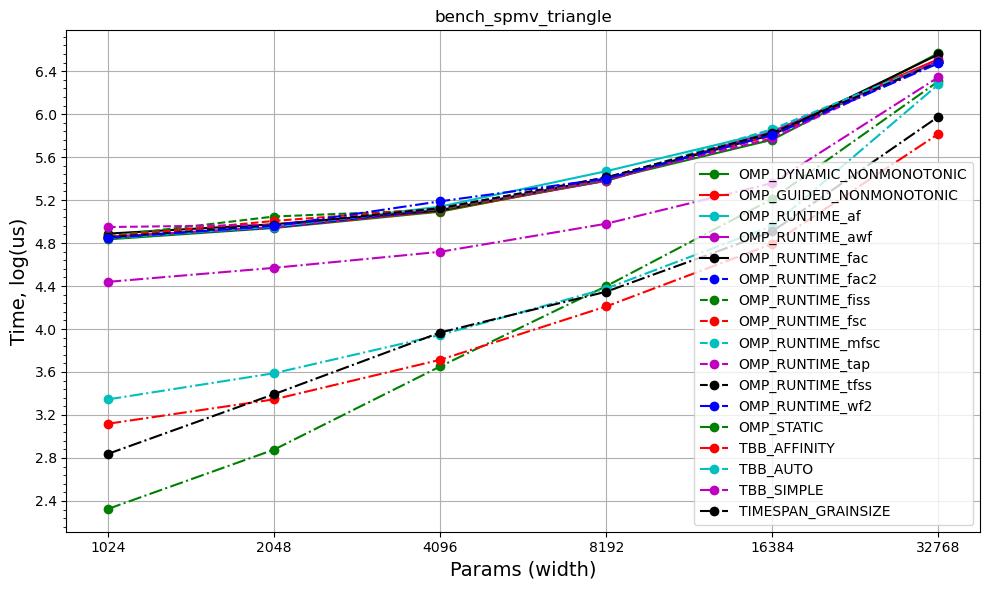 bench_spmv_triangle
Time, log(us)
6.4
6.0
5.6
5.2
4.8
4.4
4.0
3.6
3.2
2.8
2.4
OMP_DYNAMIC_NONMONOTONIC
OMP_GUIDED_NONMONOTONIC
OMP_RUNTIME_af
OMP_RUNTIME_awf
OMP_RUNTIME_fac
OMP_RUNTIME_fac2
OMP_RUNTIME_fiss
OMP_RUNTIME_fsc
OMP_RUNTIME_mfsc
OMP_RUNTIME_tap
OMP_RUNTIME_tfss
OMP_RUNTIME_wf2
OMP_STATIC
TBB_AFFINITY
TBB_AUTO
TBB_SIMPLE
TIMESPAN_GRAINSIZE
1024 2048 4096 8192 16384 32768
Params (width)